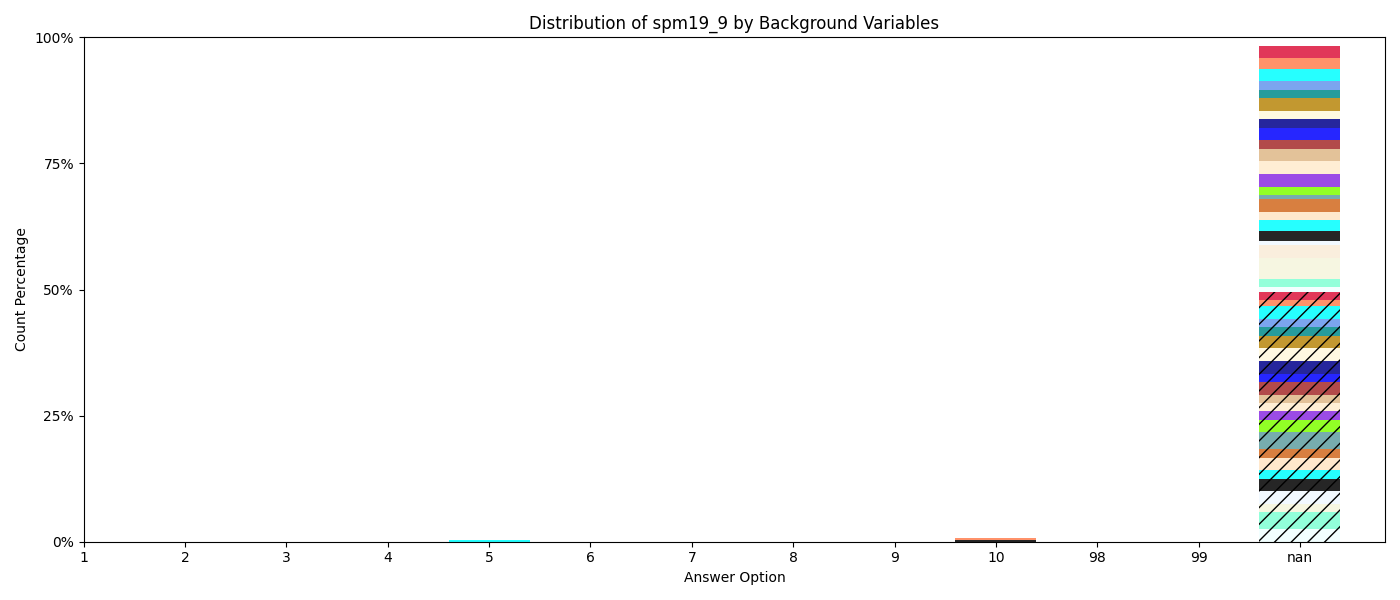 Distribution of spm19_9 by Background Variables
100%
75%
50%
25%
0%
Count Percentage
1 2 3 4 5 6 7 8 9 10 98 99 nan
Answer Option